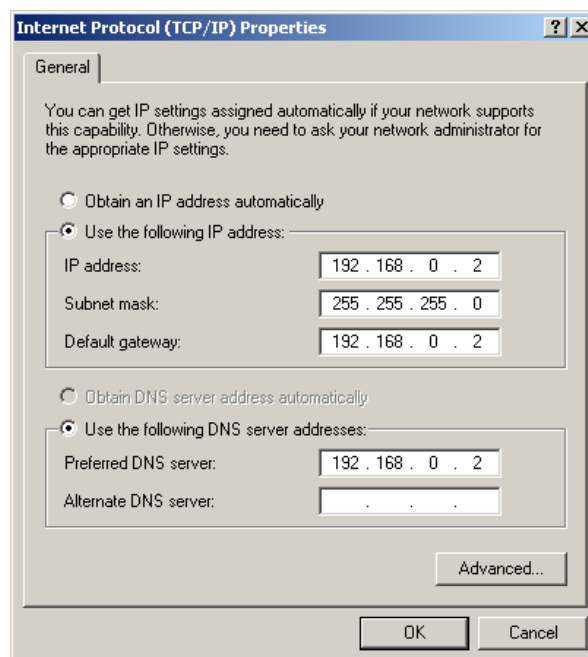 Internet Protocol (TCP/IP) Properties
General
You can get IP settings assigned automatically if your network supports
this capability. Otherwise, you need to ask your network administrator for
the appropriate IP settings.
Obtain an IP address automatically
Use the following IP address:
IP address: 192 . 168 . 0 . 2
Subnet mask: 255 . 255 . 255 . 0
Default gateway: 192 . 168 . 0 . 2
Obtain DNS server address automatically
Use the following DNS server addresses:
Preferred DNS server: 192 . 168 . 0 . 2
Alternate DNS server: . . .
Advanced...
OK Cancel